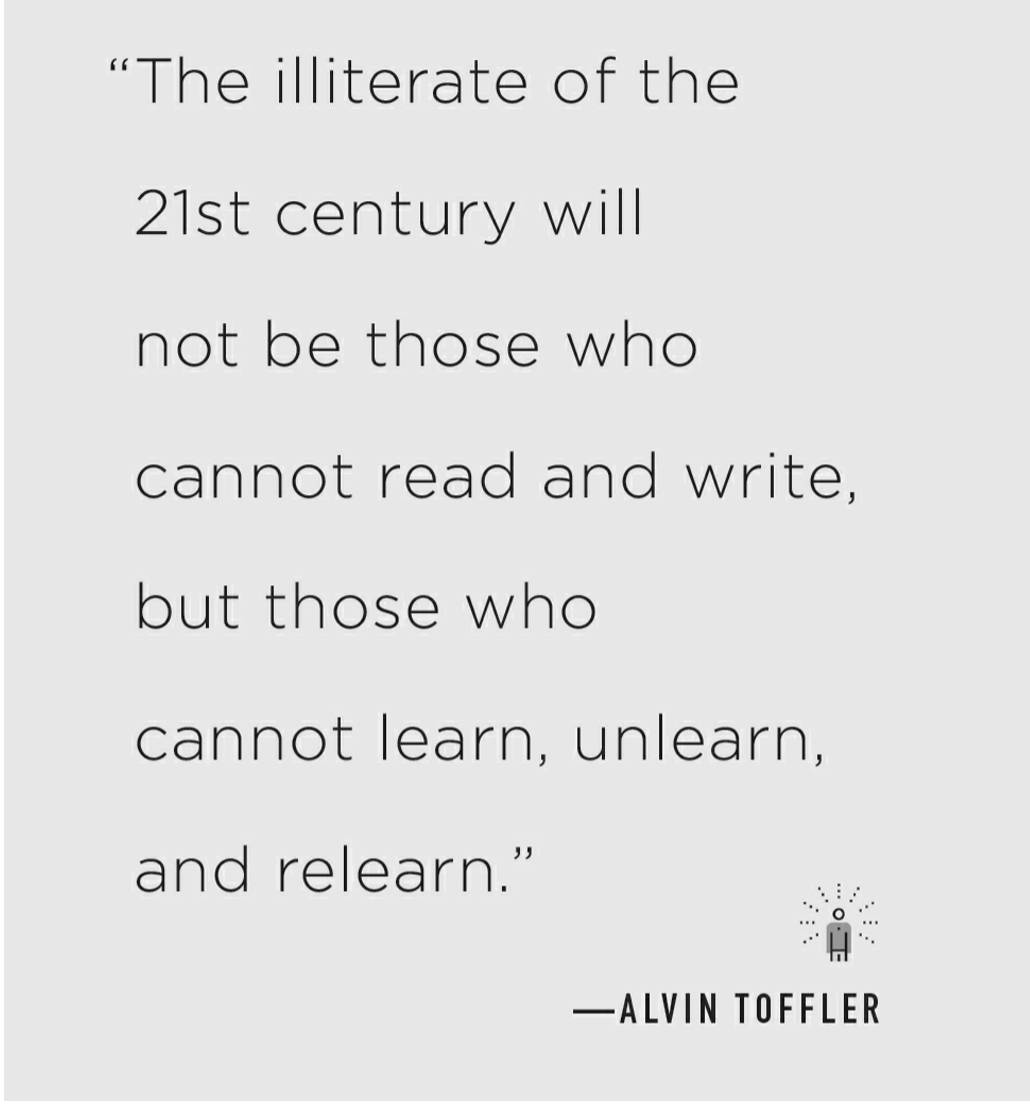 “The illiterate of the
21st century will
not be those who
cannot read and write,
but those who
cannot learn, unlearn,
and relearn.”
—ALVIN TOFFLER